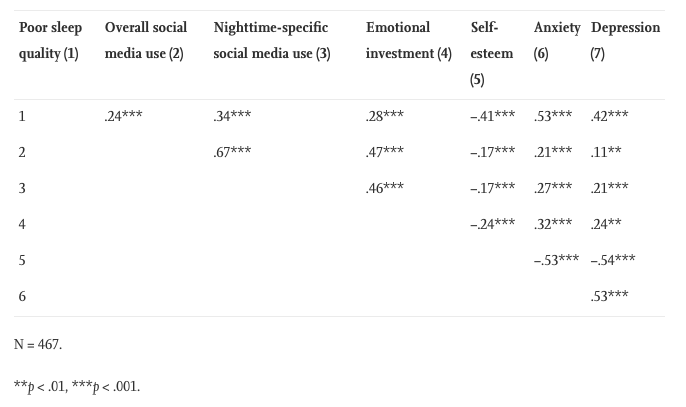 Poor sleep quality (1) Overall social media use (2) Nighttime-specific social media use (3) Emotional investment (4) Self-esteem (5) Anxiety (6) Depression (7)
1 .24*** .34*** .28*** –.41*** .53*** .42***
2 .67*** .47*** –.17*** .21*** .11**
3 .46*** –.17*** .27*** .21***
4 –.24*** .32*** .24**
5 –.53*** –.54***
6 .53***
N = 467.
**p < .01, ***p < .001.